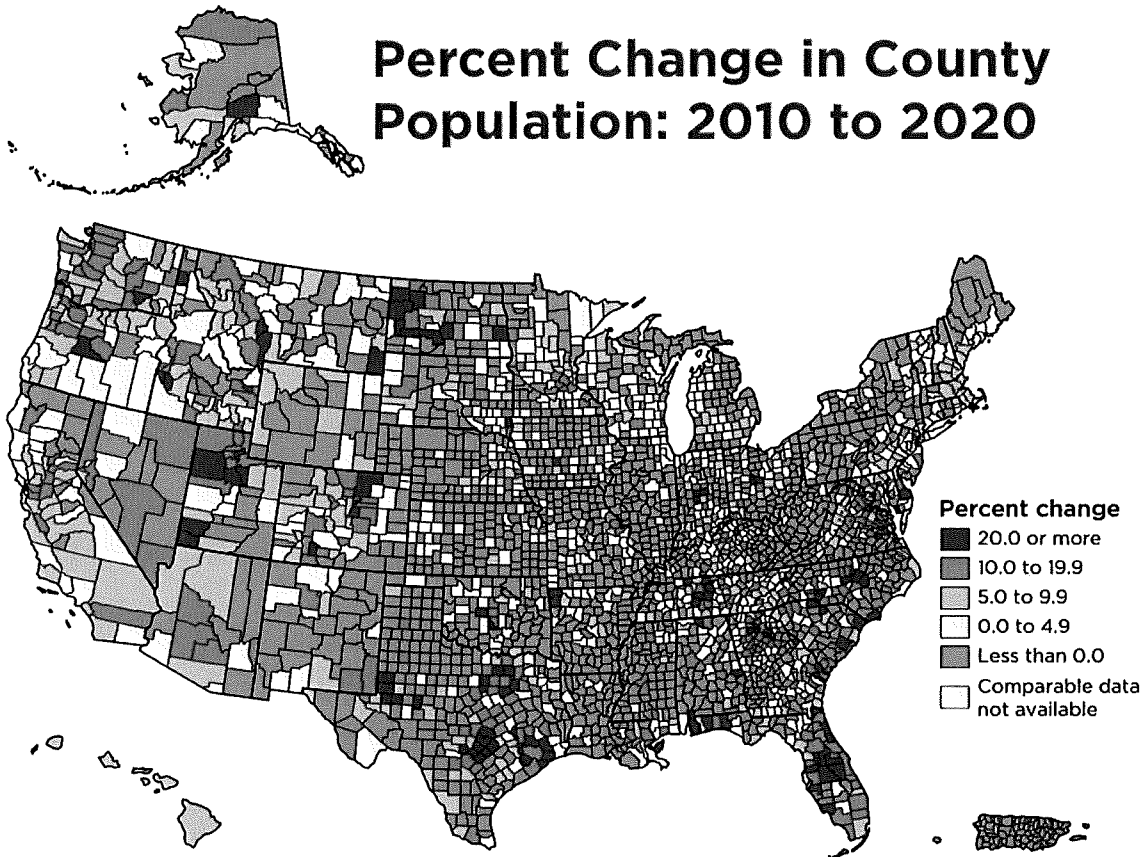 Percent Change in County
Population: 2010 to 2020
Percent change
20.0 or more
10.0 to 19.9
5.0 to 9.9
0.0 to 4.9
Less than 0.0
Comparable data
not available